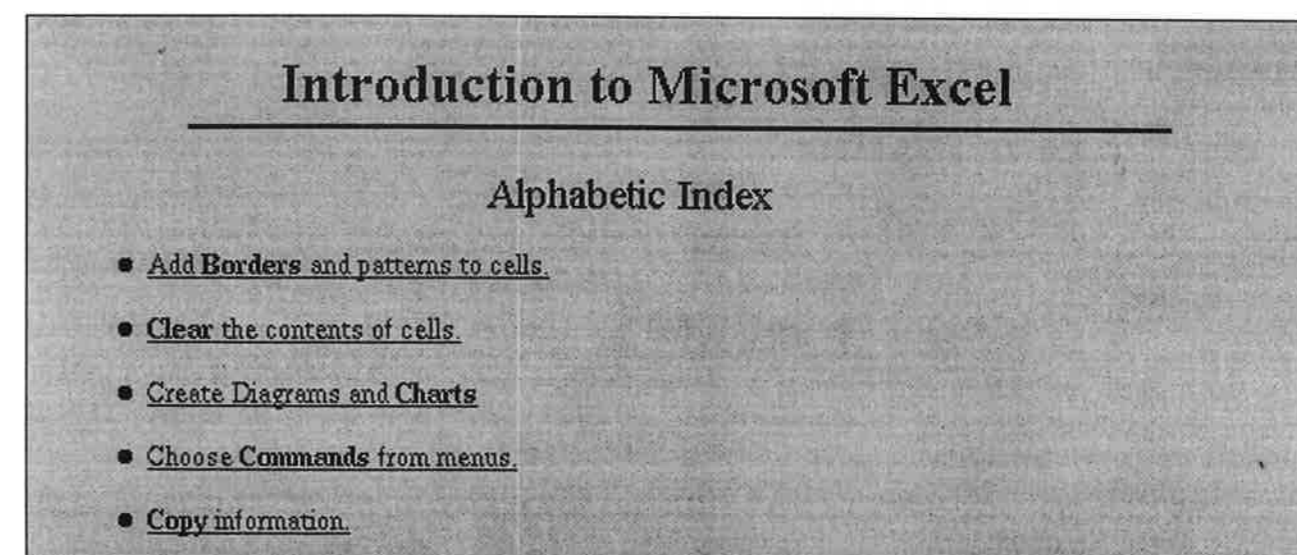 Introduction to Microsoft Excel
Alphabetic Index
Add Borders and patterns to cells.
Clear the contents of cells.
Create Diagrams and Charts
Choose Commands from menus.
Copy information.